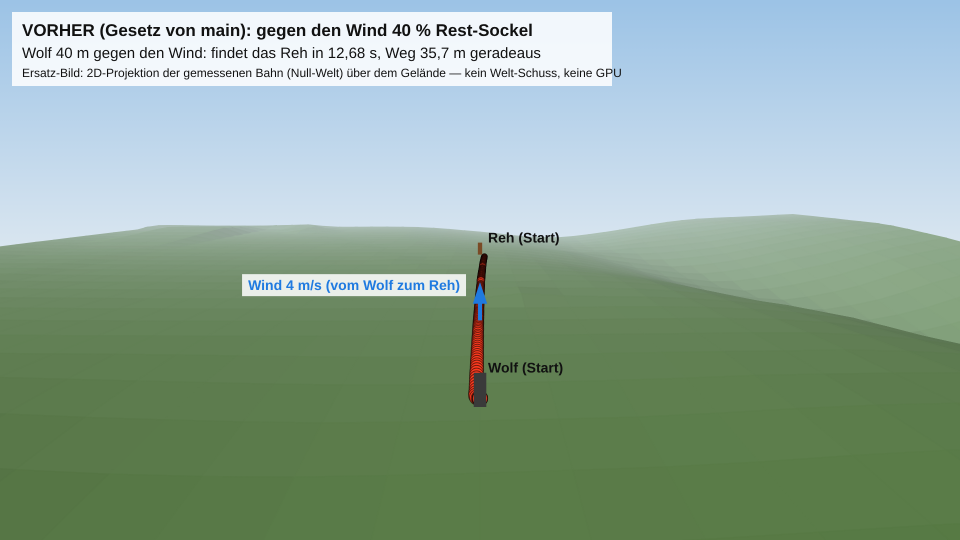 VORHER (Gesetz von main): gegen den Wind 40 % Rest-Sockel
Wolf 40 m gegen den Wind: findet das Reh in 12,68 s, Weg 35,7 m geradeaus
Ersatz-Bild: 2D-Projektion der gemessenen Bahn (Null-Welt) über dem Gelände — kein Welt-Schuss, keine GPU
Reh (Start)
Wind 4 m/s (vom Wolf zum Reh)
Wolf (Start)